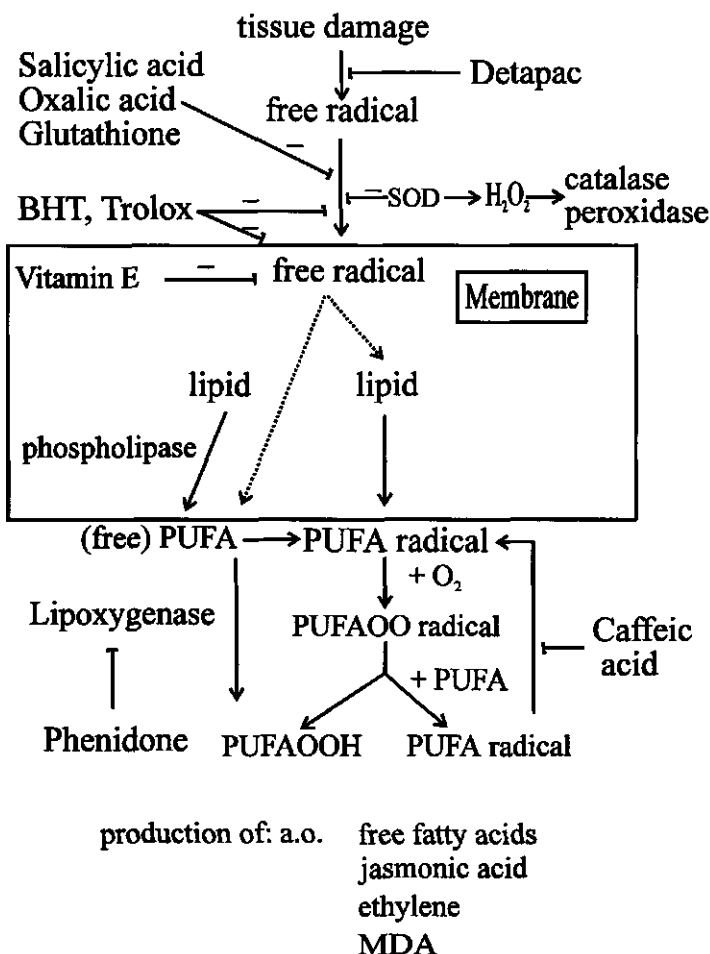 tissue damage
Salicylic acid
Oxalic acid
Glutathione
Detapac
free radical
–
BHT, Trolox
–
–
– SOD
H₂O₂
catalase
peroxidase
Vitamin E
–
free radical
Membrane
lipid
lipid
phospholipase
(free) PUFA
PUFA radical
+ O₂
Lipoxygenase
PUFAOO radical
Caffeic
acid
+ PUFA
Phenidone
PUFAOOH
PUFA radical
production of: a.o. free fatty acids
jasmonic acid
ethylene
MDA